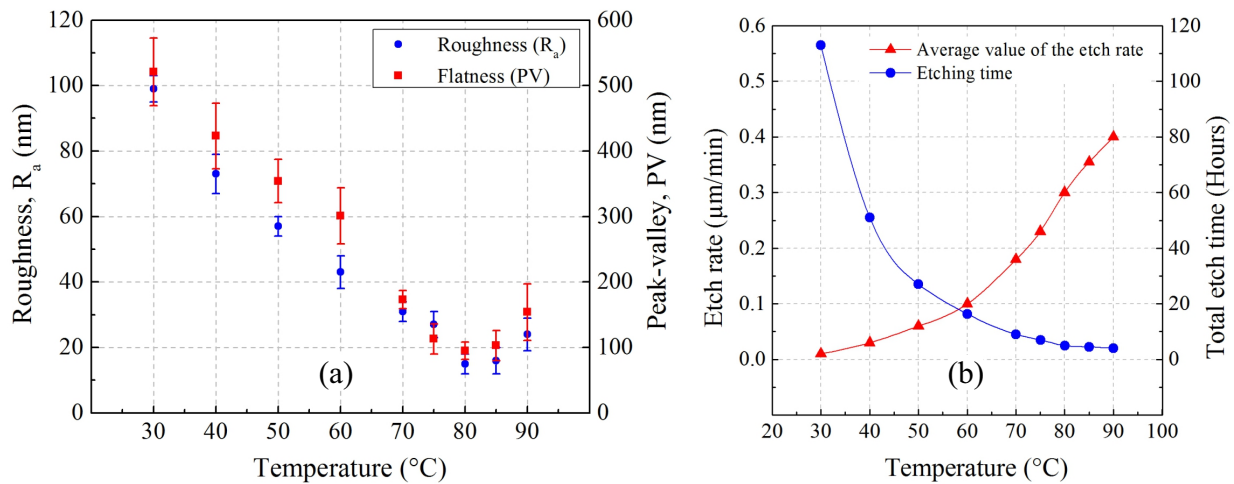 120
100
80
60
40
20
0
Roughness, Ra (nm)
Roughness (Ra)
Flatness (PV)
600
500
400
300
200
100
0
Peak-valley, PV (nm)
(a)
30 40 50 60 70 80 90
Temperature (°C)
0.6
0.5
0.4
0.3
0.2
0.1
0.0
Etch rate (μm/min)
Average value of the etch rate
Etching time
120
100
80
60
40
20
0
Total etch time (Hours)
(b)
20 30 40 50 60 70 80 90 100
Temperature (°C)